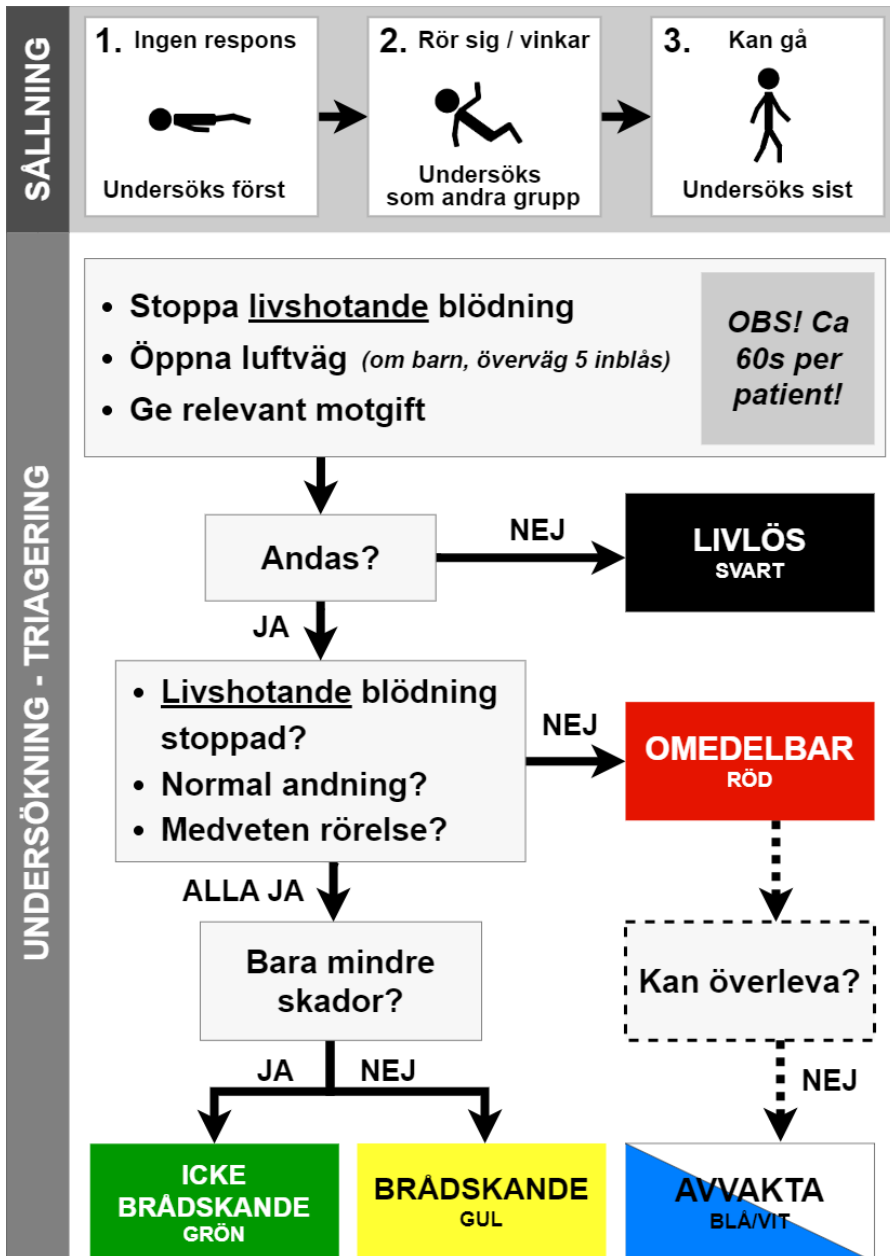 SÅLLNING
1. Ingen respons
Undersöks först
2. Rör sig / vinkar
Undersöks
som andra grupp
3. Kan gå
Undersöks sist
UNDERSÖKNING - TRIAGERING
• Stoppa livshotande blödning
• Öppna luftväg (om barn, överväg 5 inblås)
• Ge relevant motgift
OBS! Ca
60s per
patient!
Andas?
NEJ
LIVLÖS
SVART
JA
• Livshotande blödning
stoppad?
• Normal andning?
• Medveten rörelse?
NEJ
OMEDELBAR
RÖD
ALLA JA
Bara mindre
skador?
Kan överleva?
JA
NEJ
NEJ
ICKE
BRÅDSKANDE
GRÖN
BRÅDSKANDE
GUL
AVVAKTA
BLÅ/VIT